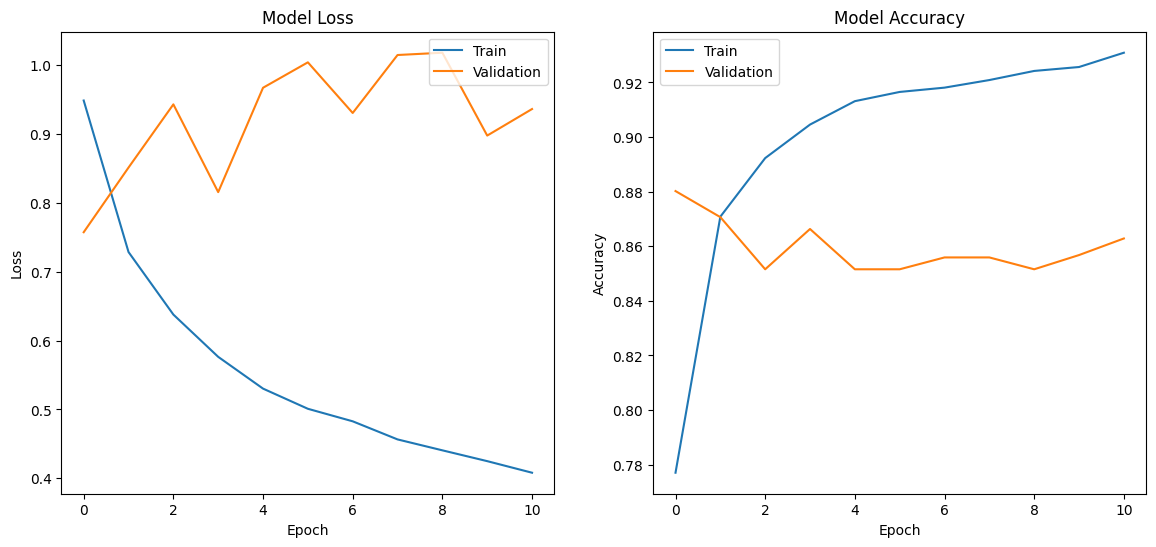 Model Loss
Train
Validation
1.0
0.9
0.8
0.7
0.6
0.5
0.4
Loss
0
2
4
6
8
10
Epoch
Model Accuracy
Train
Validation
0.92
0.90
0.88
0.86
0.84
0.82
0.80
0.78
Accuracy
0
2
4
6
8
10
Epoch